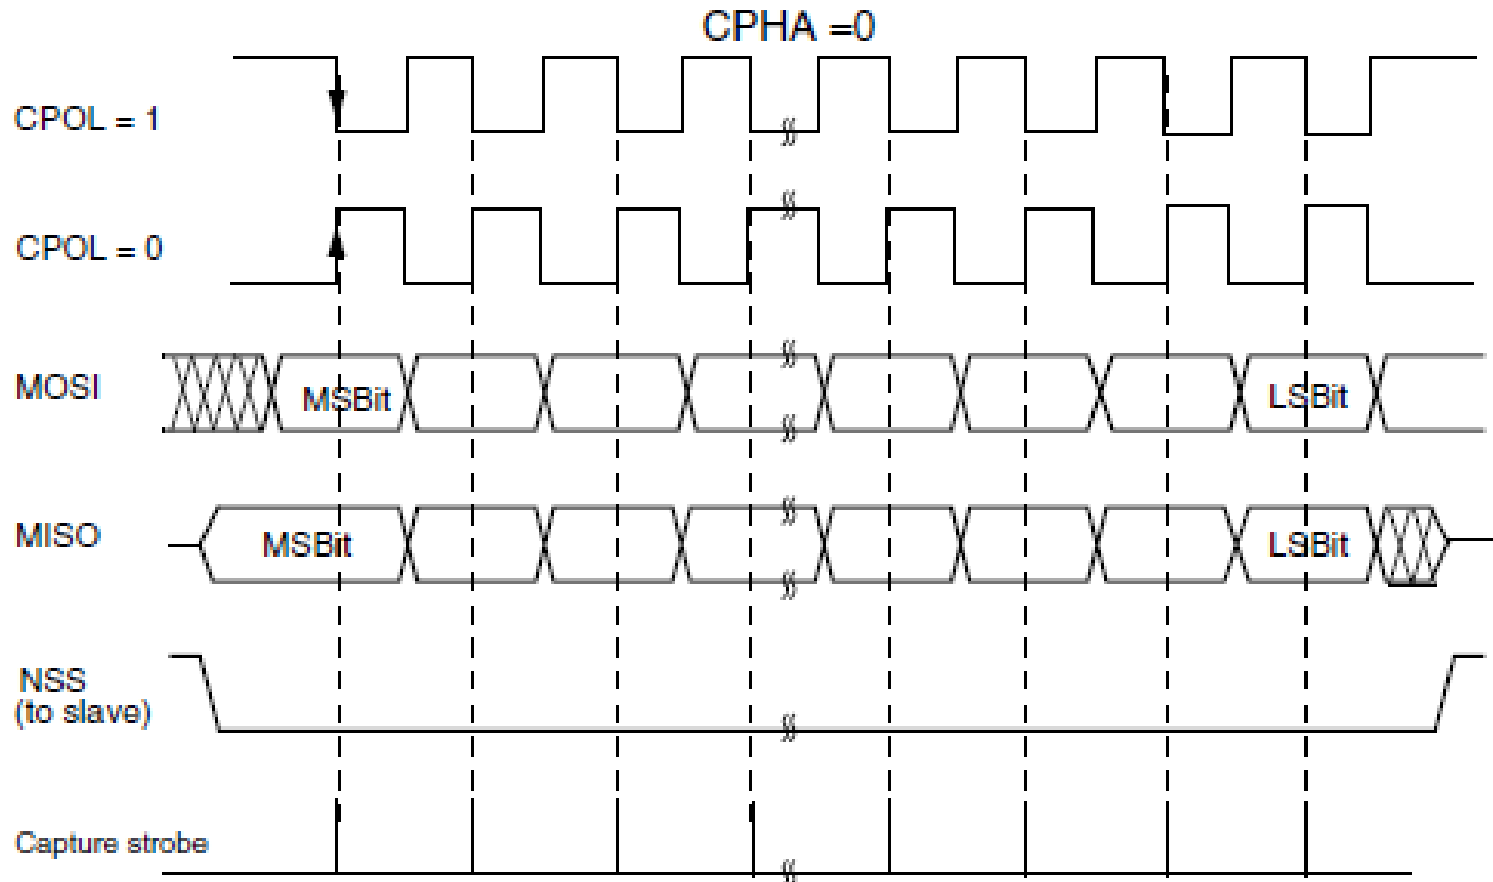 CPHA =0
CPOL = 1
CPOL = 0
MOSI
MSBit
LSBit
MISO
MSBit
LSBit
NSS
(to slave)
Capture strobe